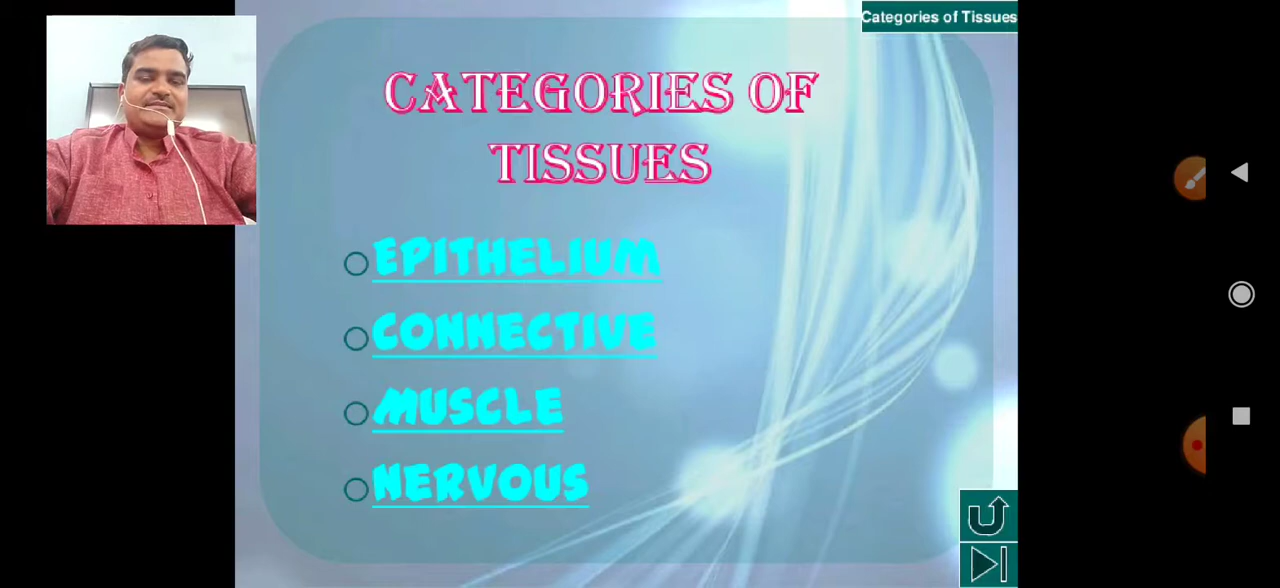 Categories of Tissues
CATEGORIES OF
TISSUES
EPITHELIUM
CONNECTIVE
MUSCLE
NERVOUS